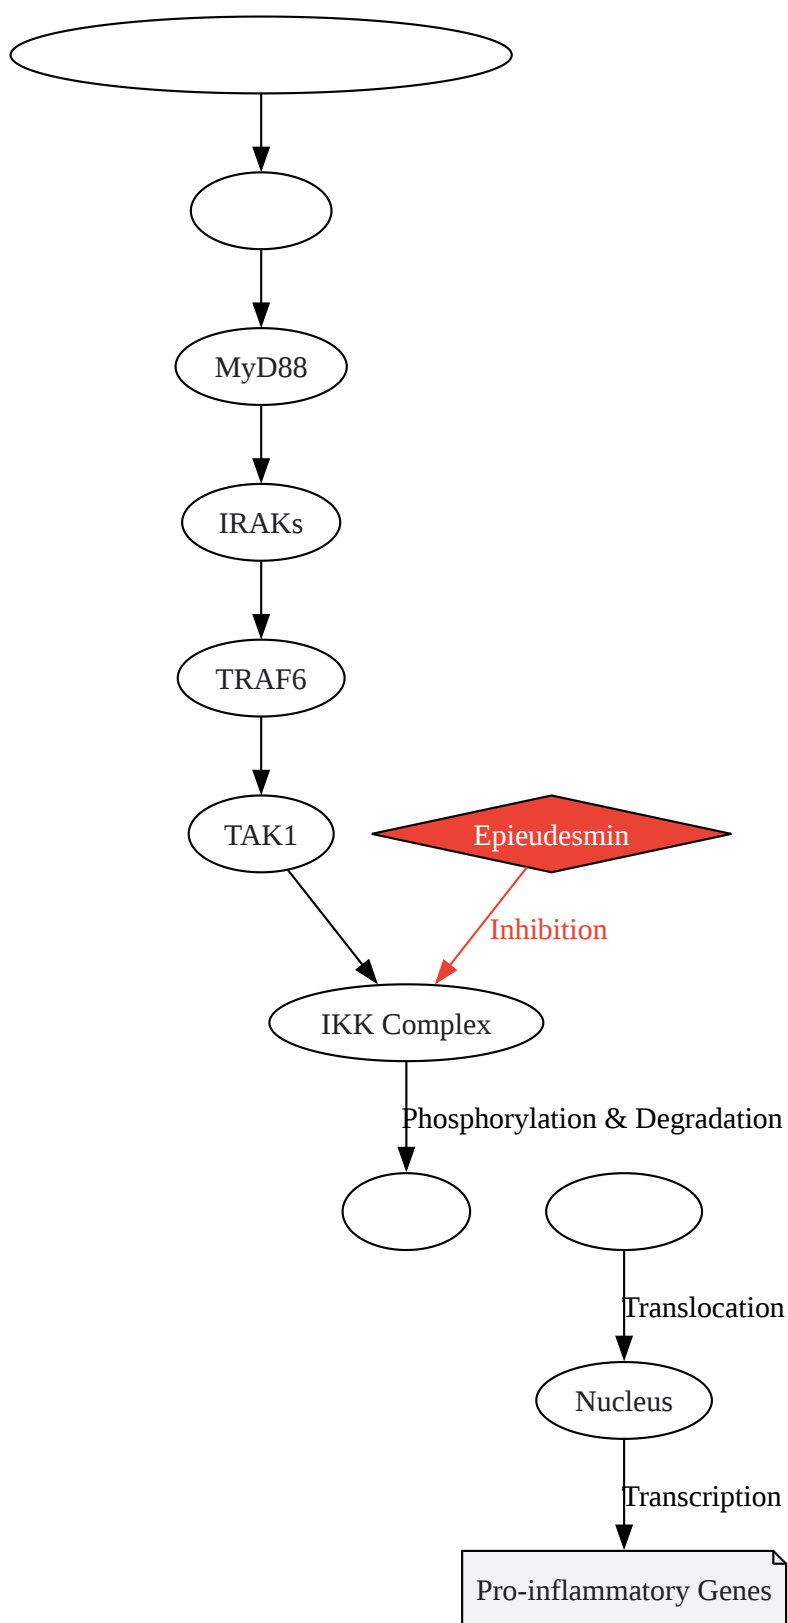 MyD88
IRAKs
TRAF6
TAK1
Epieudesmin
Inhibition
IKK Complex
Phosphorylation & Degradation
Translocation
Nucleus
Transcription
Pro-inflammatory Genes